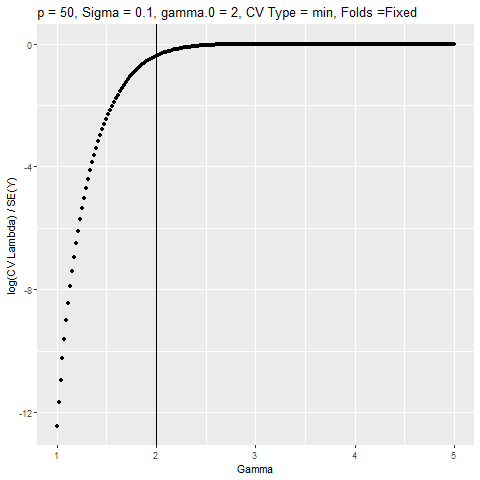 p = 50, Sigma = 0.1, gamma.0 = 2, CV Type = min, Folds =Fixed
log(CV Lambda) / SE(Y)
0
-4
-8
-12
1 2 3 4 5
Gamma